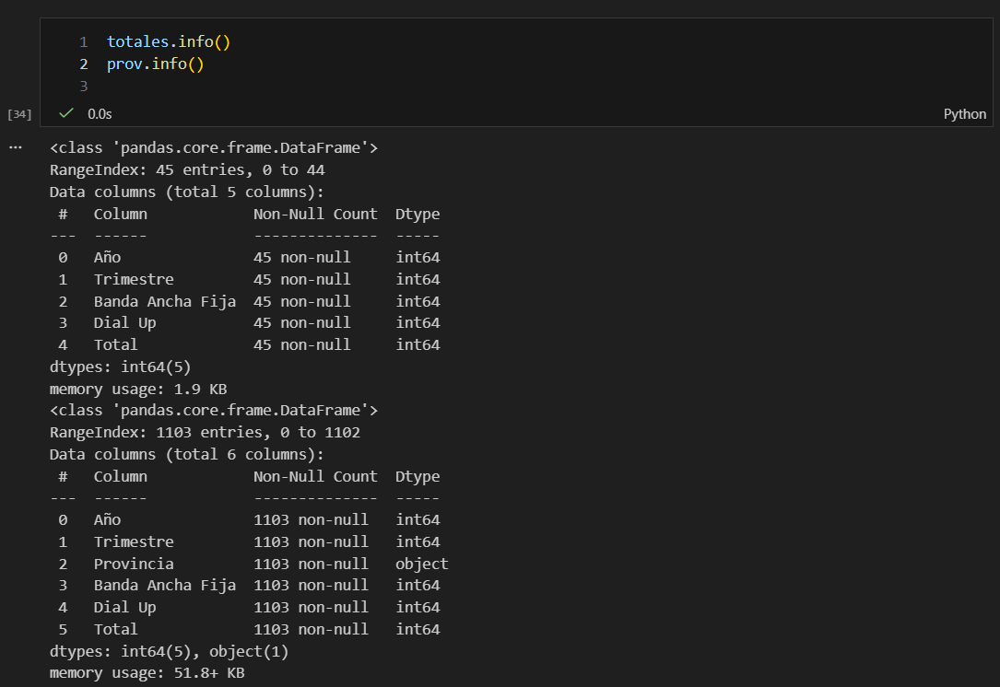 1 totales.info()
2 prov.info()
3
[34] 0.0s Python
...
<class 'pandas.core.frame.DataFrame'>
RangeIndex: 45 entries, 0 to 44
Data columns (total 5 columns):
 #   Column             Non-Null Count  Dtype
---  ------             --------------  -----
 0   Año                45 non-null     int64
 1   Trimestre          45 non-null     int64
 2   Banda Ancha Fija   45 non-null     int64
 3   Dial Up            45 non-null     int64
 4   Total              45 non-null     int64
dtypes: int64(5)
memory usage: 1.9 KB
<class 'pandas.core.frame.DataFrame'>
RangeIndex: 1103 entries, 0 to 1102
Data columns (total 6 columns):
 #   Column             Non-Null Count  Dtype
---  ------             --------------  -----
 0   Año                1103 non-null   int64
 1   Trimestre          1103 non-null   int64
 2   Provincia          1103 non-null   object
 3   Banda Ancha Fija   1103 non-null   int64
 4   Dial Up            1103 non-null   int64
 5   Total              1103 non-null   int64
dtypes: int64(5), object(1)
memory usage: 51.8+ KB